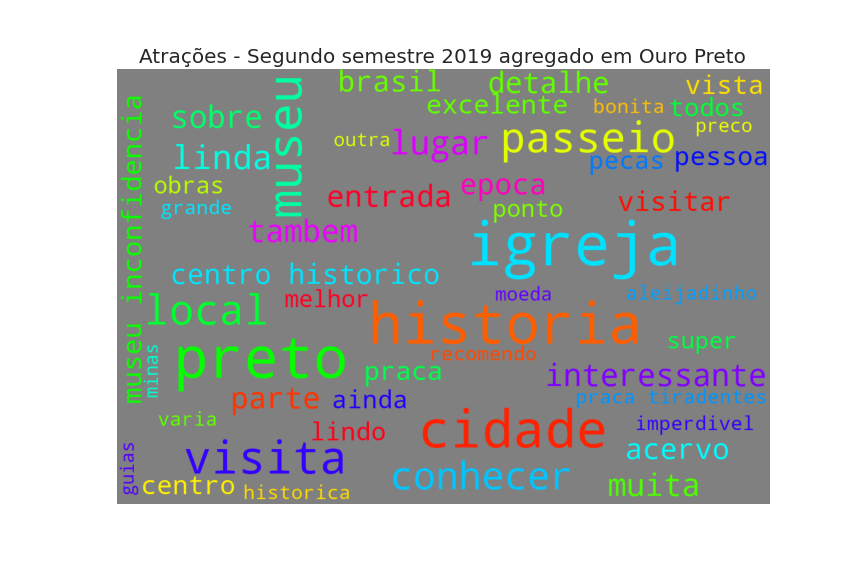 Atrações - Segundo semestre 2019 agregado em Ouro Preto
brasil
detalhe
vista
museu
excelente
bonita
todos
sobre
preco
museu inconfidencia
outra
lugar
passeio
linda
pecas
pessoa
obras
entrada
epoca
visitar
grande
ponto
tambem
igreja
centro historico
melhor
moeda
aleijadinho
local
historia
super
recomendo
preto
minas
praca
interessante
parte
ainda
praca tiradentes
varia
lindo
cidade
imperdivel
visita
acervo
guias
centro
historica
conhecer
muita